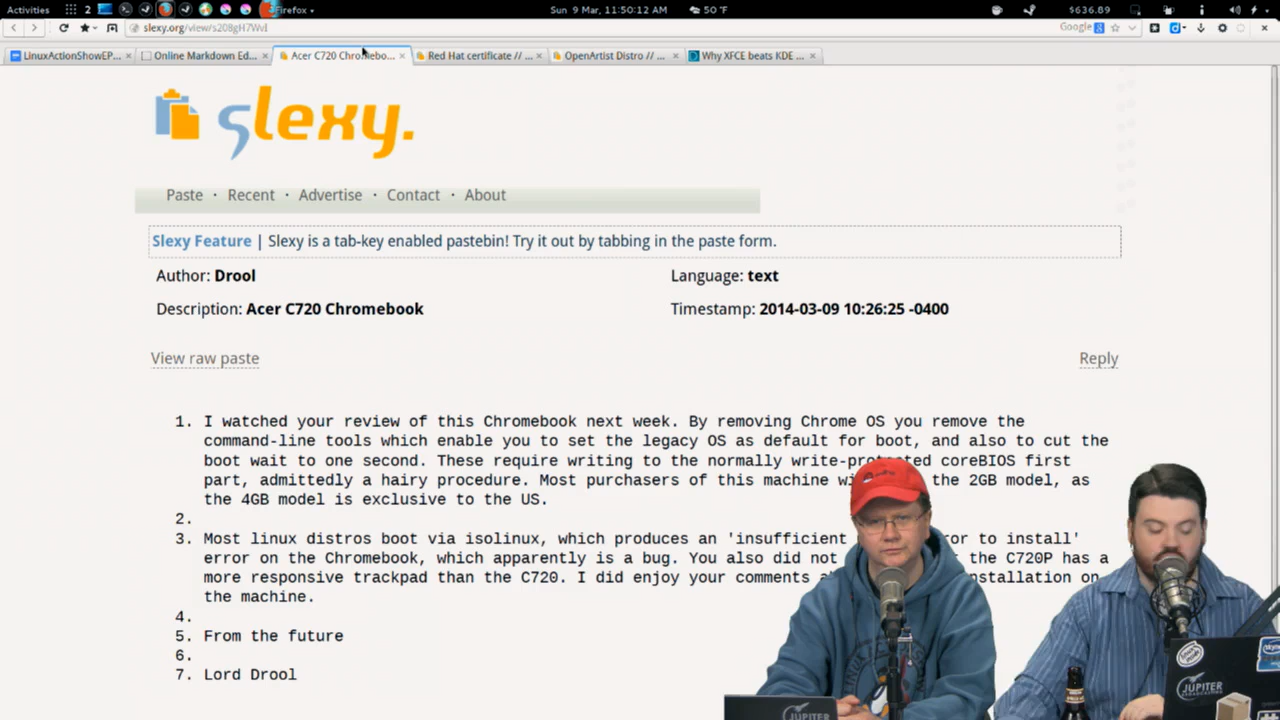 Activities 2 Firefox Sun 9 Mar, 11:50:12 AM 50 °F $636.89
slexy.org/view/s208gH7WvI Google
LinuxActionShowEP... Online Markdown Ed... Acer C720 Chromebo... Red Hat certificate // ... OpenArtist Distro // ... Why XFCE beats KDE ...
slexy.
Paste · Recent · Advertise · Contact · About
Slexy Feature | Slexy is a tab-key enabled pastebin! Try it out by tabbing in the paste form.
Author: Drool Language: text
Description: Acer C720 Chromebook Timestamp: 2014-03-09 10:26:25 -0400
View raw paste Reply
1. I watched your review of this Chromebook next week. By removing Chrome OS you remove the
command-line tools which enable you to set the legacy OS as default for boot, and also to cut the
boot wait to one second. These require writing to the normally write-protected coreBIOS first
part, admittedly a hairy procedure. Most purchasers of this machine the 2GB model, as
the 4GB model is exclusive to the US.
2.
3. Most linux distros boot via isolinux, which produces an 'insufficient to install'
error on the Chromebook, which apparently is a bug. You also did not the C720P has a
more responsive trackpad than the C720. I did enjoy your comments on
the machine.
4.
5. From the future
6.
7. Lord Drool
JUPITER
JUPITER
BROADCASTING